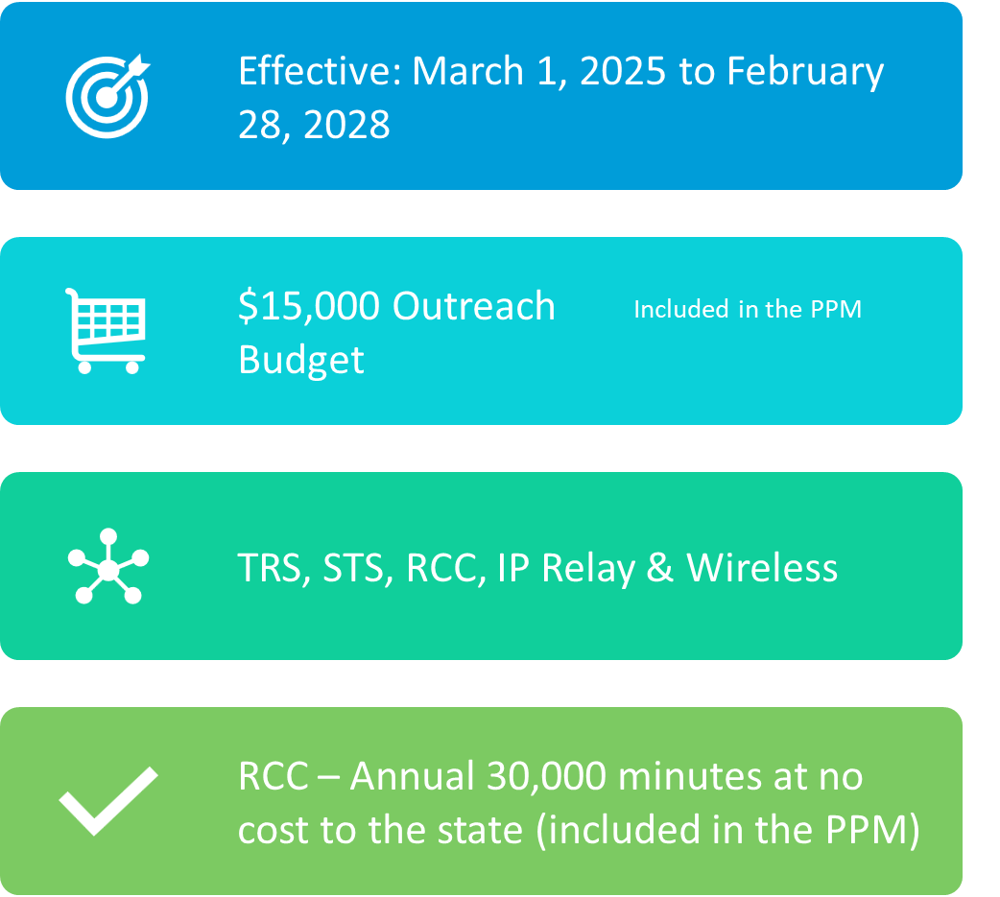 Effective: March 1, 2025 to February
28, 2028
$15,000 Outreach
Budget
Included in the PPM
TRS, STS, RCC, IP Relay & Wireless
RCC – Annual 30,000 minutes at no
cost to the state (included in the PPM)